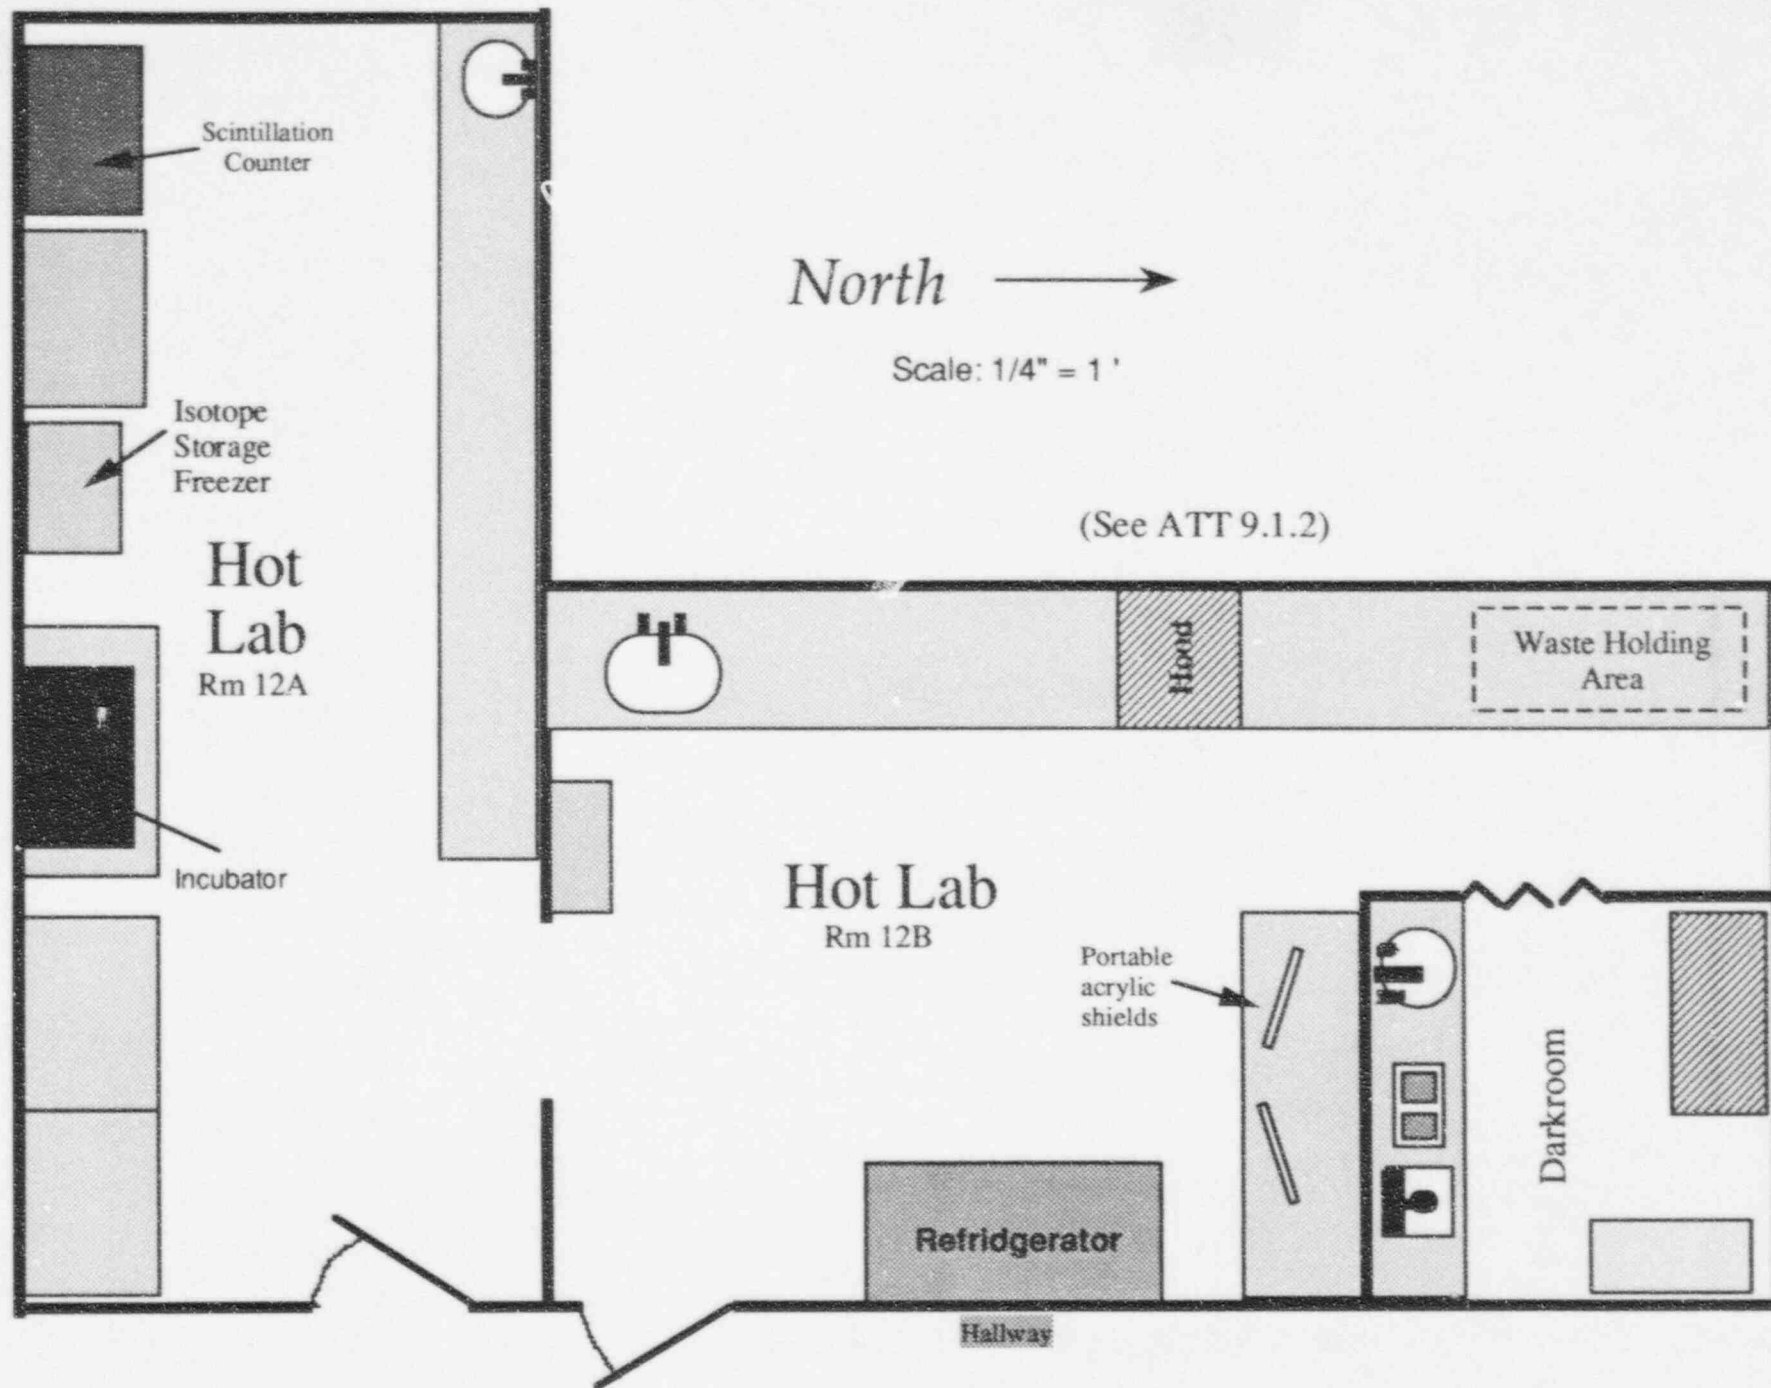 Scintillation
Counter
North
Scale: 1/4" = 1 '
Isotope
Storage
Freezer
(See ATT 9.1.2)
Hot
Lab
Rm 12A
Hood
Waste Holding
Area
Incubator
Hot Lab
Rm 12B
Portable
acrylic
shields
Darkroom
Refridgerator
Hallway